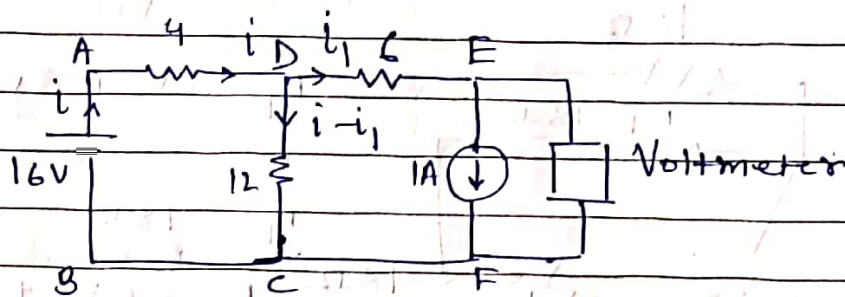 A 4 i D i₁ 6 E
i
i-i₁
16V 12 1A Voltmeter
B C F